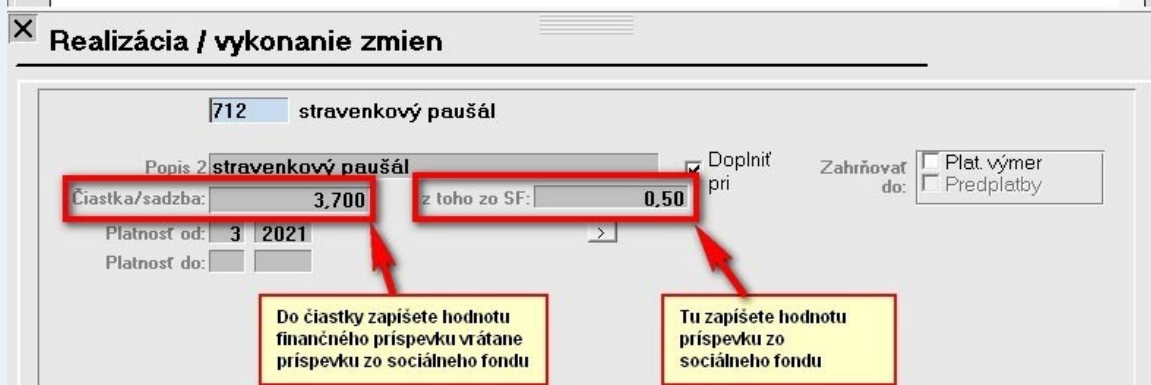 Realizácia / vykonanie zmien
712 stravenkový paušál
Popis 2 stravenkový paušál
Doplniť
pri
Zahrňovať
do:
Plat. výmer
Predplatby
Čiastka/sadzba: 3,700 z toho zo SF: 0,50
Platnosť od: 3 2021 >
Platnosť do:
Do čiastky zapíšete hodnotu
finančného príspevku vrátane
príspevku zo sociálneho fondu
Tu zapíšete hodnotu
príspevku zo
sociálneho fondu